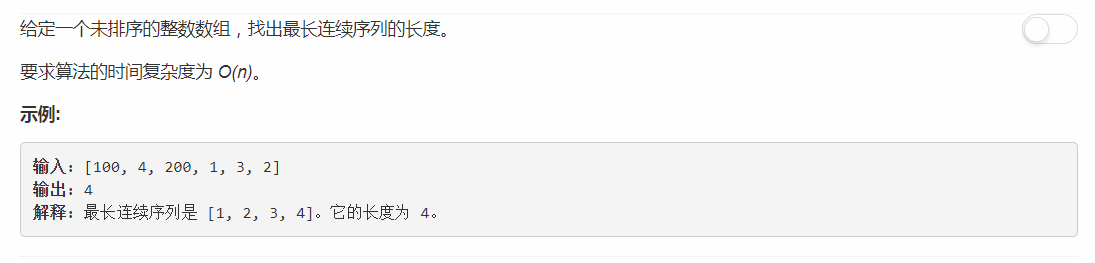 给定一个未排序的整数数组，找出最长连续序列的长度。
要求算法的时间复杂度为 O(n)。
示例:
输入: [100, 4, 200, 1, 3, 2]
输出: 4
解释: 最长连续序列是 [1, 2, 3, 4]。它的长度为 4。